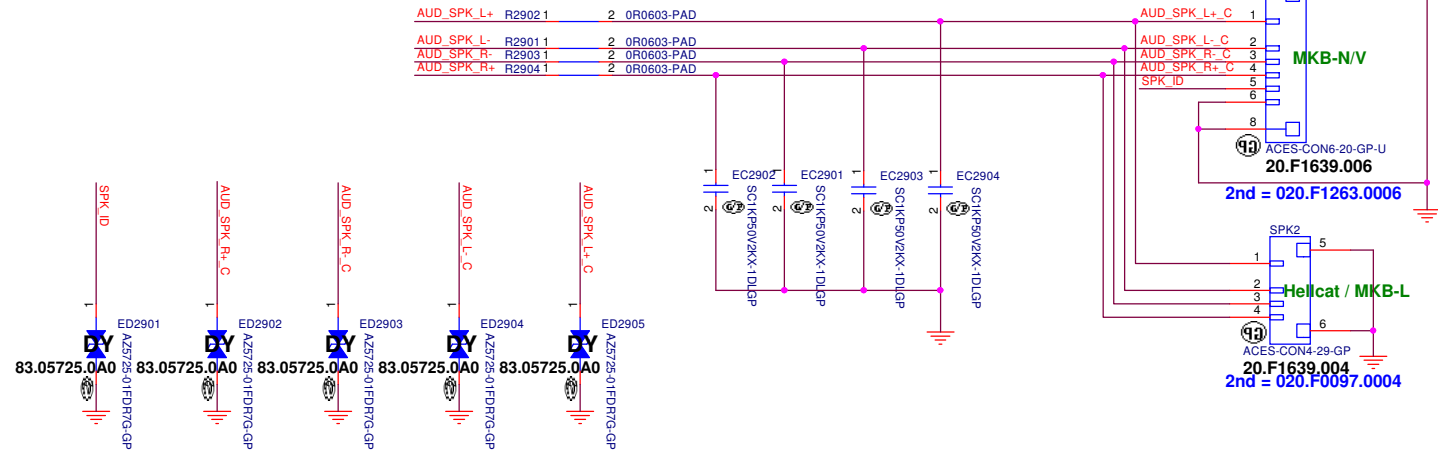 AUD_SPK_L+ R2902 1 2 0R0603-PAD AUD_SPK_L+_C 1
AUD_SPK_L- R2901 1 2 0R0603-PAD AUD_SPK_L-_C 2
AUD_SPK_R- R2903 1 2 0R0603-PAD AUD_SPK_R-_C 3
AUD_SPK_R+ R2904 1 2 0R0603-PAD AUD_SPK_R+_C 4
SPK_ID 5
6
8
MKB-N/V
ACES-CON6-20-GP-U
20.F1639.006
2nd = 020.F1263.0006
1 EC2902 2 SC1KP50V2KX-1DLGP
1 EC2901 2 SC1KP50V2KX-1DLGP
1 EC2903 2 SC1KP50V2KX-1DLGP
1 EC2904 2 SC1KP50V2KX-1DLGP
SPK2
5
1
2
3
4
6
Hellcat / MKB-L
ACES-CON4-29-GP
20.F1639.004
2nd = 020.F0097.0004
SPK_ID
1
ED2901
DY
83.05725.0A0
AZ5725-01FDR7G-GP
AUD_SPK_R+_C
1
ED2902
DY
83.05725.0A0
AZ5725-01FDR7G-GP
AUD_SPK_R-_C
1
ED2903
DY
83.05725.0A0
AZ5725-01FDR7G-GP
AUD_SPK_L-_C
1
ED2904
DY
83.05725.0A0
AZ5725-01FDR7G-GP
AUD_SPK_L+_C
1
ED2905
DY
83.05725.0A0
AZ5725-01FDR7G-GP